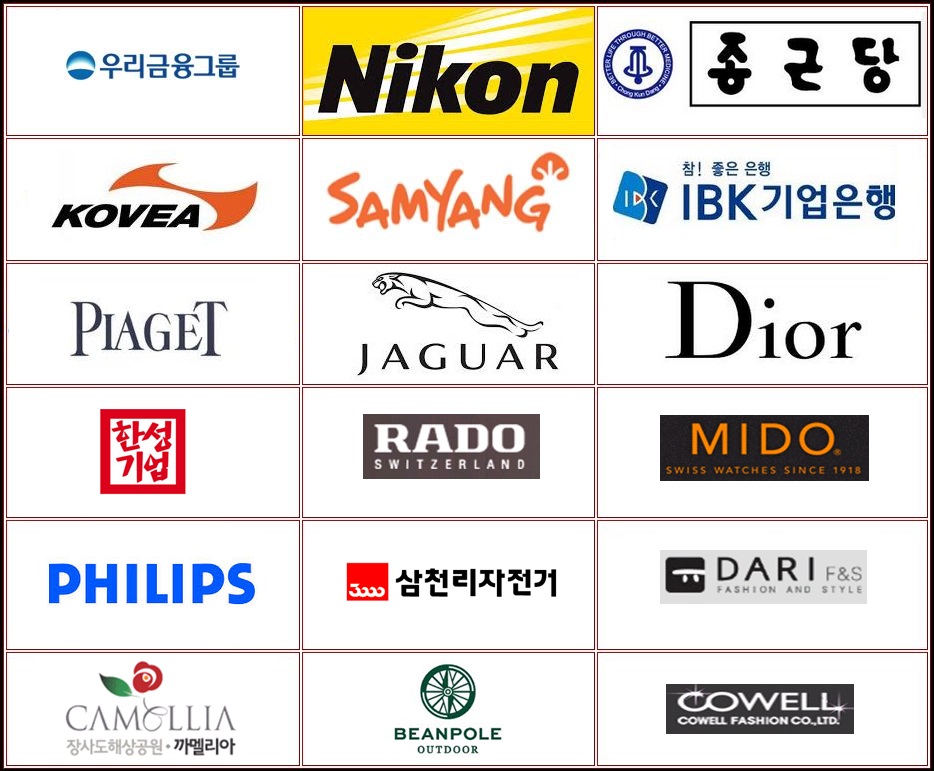 우리금융그룹
Nikon
BETTER LIFE THROUGH BETTER MEDICINE
Chong Kun Dang
종근당
KOVEA
SAMYANG
참! 좋은 은행
IBK
IBK기업은행
PIAGET
JAGUAR
Dior
한성
기업
RADO
SWITZERLAND
MIDO®
SWISS WATCHES SINCE 1918
PHILIPS
3000
삼천리자전거
DARI F&S
FASHION AND STYLE
CAMELLIA
장사도해상공원·까멜리아
BEANPOLE
OUTDOOR
COWELL
COWELL FASHION CO.,LTD.